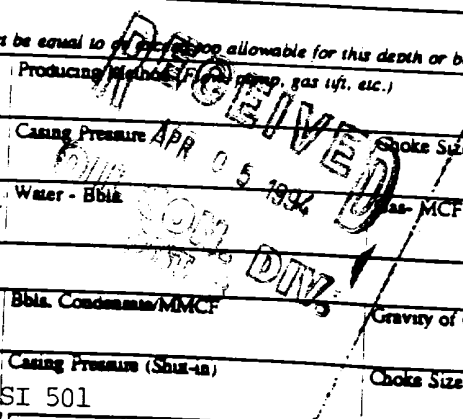 t be equal to or exceed top allowable for this depth or b
Producing Method (Flow, pump, gas lift, etc.)
Casing Pressure
Choke Siz
Water - Bbls.
Gas- MCF
Bbls. Condensate/MMCF
Gravity of
Casing Pressure (Shut-in)
Choke Size
SI 501
RECEIVED
APR 05 1994
OIL CON. DIV.